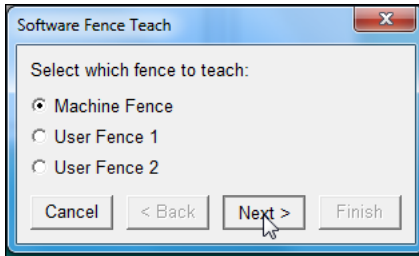 Software Fence Teach
Select which fence to teach:
Machine Fence
User Fence 1
User Fence 2
Cancel < Back Next > Finish